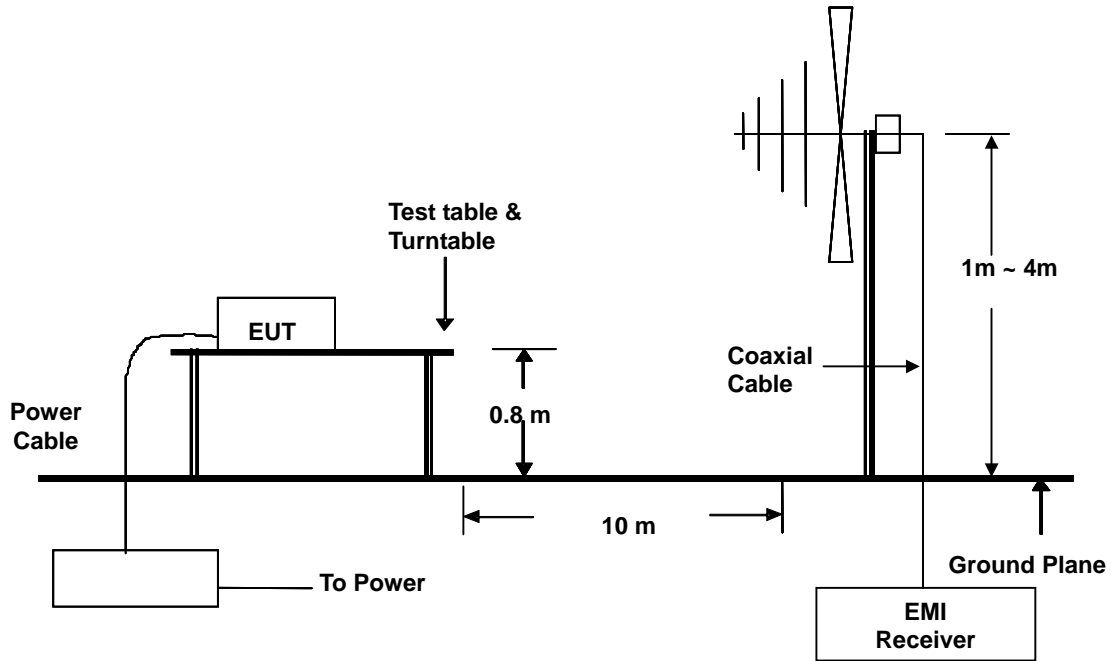 Test table &
Turntable
1m ~ 4m
EUT
Coaxial
Cable
0.8 m
Power
Cable
10 m
Ground Plane
To Power
EMI
Receiver